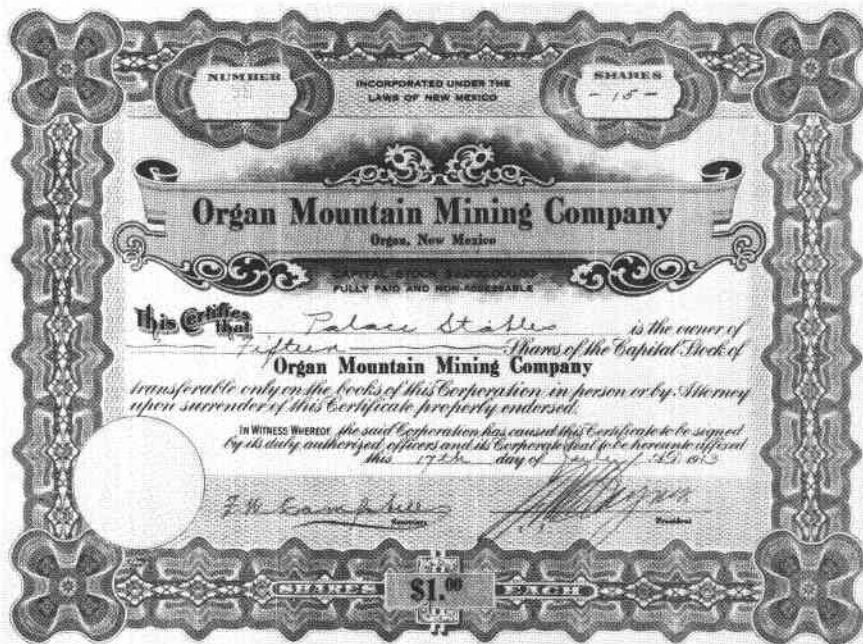 NUMBER
INCORPORATED UNDER THE
LAWS OF NEW MEXICO
SHARES
- 15 -
Organ Mountain Mining Company
Organ, New Mexico
CAPITAL STOCK
FULLY PAID AND NON-ASSESSABLE
This Certifies that Palace Stables is the owner of
Fifteen Shares of the Capital Stock of
Organ Mountain Mining Company
transferable only on the books of this Corporation in person or by Attorney
upon surrender of this Certificate properly endorsed.
IN WITNESS WHEREOF, the said Corporation has caused this Certificate to be signed
by its duly authorized officers and its Corporate Seal to be hereunto affixed
this 17th day of A.D. 19
F. W. Campbell
Secretary
President
SHARES $1.00 EACH